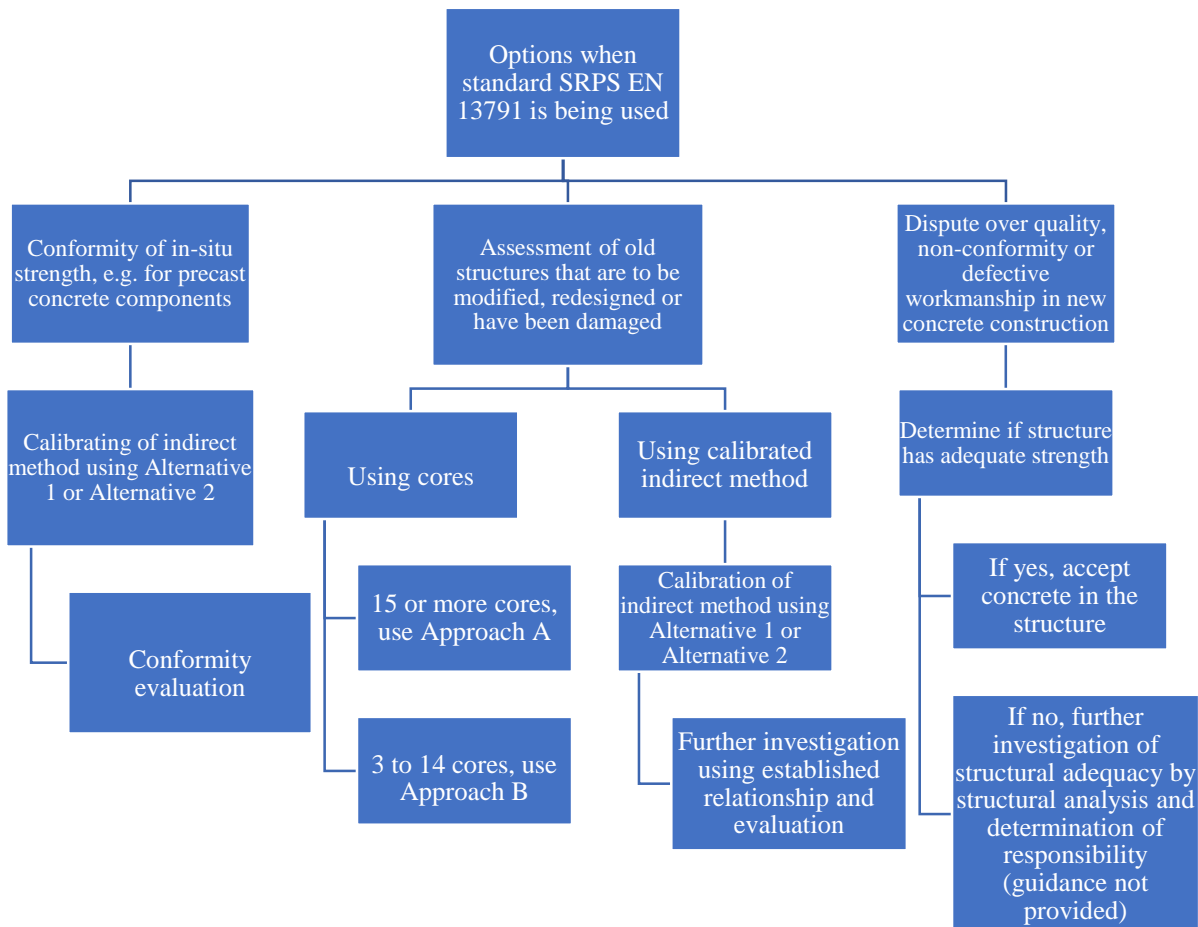 Options when
standard SRPS EN
13791 is being used
Conformity of in-situ
strength, e.g. for precast
concrete components
Assessment of old
structures that are to be
modified, redesigned or
have been damaged
Dispute over quality,
non-conformity or
defective
workmanship in new
concrete construction
Calibrating of indirect
method using Alternative
1 or Alternative 2
Conformity
evaluation
Using cores
15 or more cores,
use Approach A
3 to 14 cores, use
Approach B
Using calibrated
indirect method
Calibration of
indirect method using
Alternative 1 or
Alternative 2
Further investigation
using established
relationship and
evaluation
Determine if structure
has adequate strength
If yes, accept
concrete in the
structure
If no, further
investigation of
structural adequacy by
structural analysis and
determination of
responsibility
(guidance not
provided)